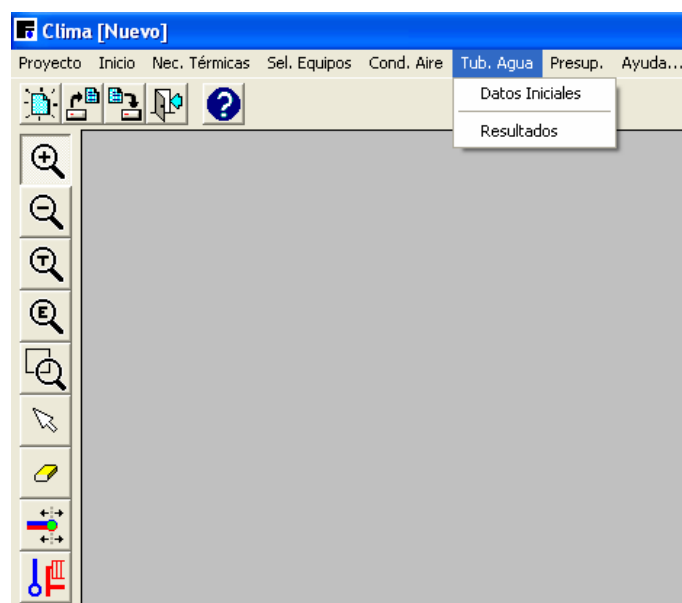 Clima [Nuevo]
Proyecto Inicio Nec. Térmicas Sel. Equipos Cond. Aire Tub. Agua Presup. Ayuda...
Datos Iniciales
?
Resultados
T
E